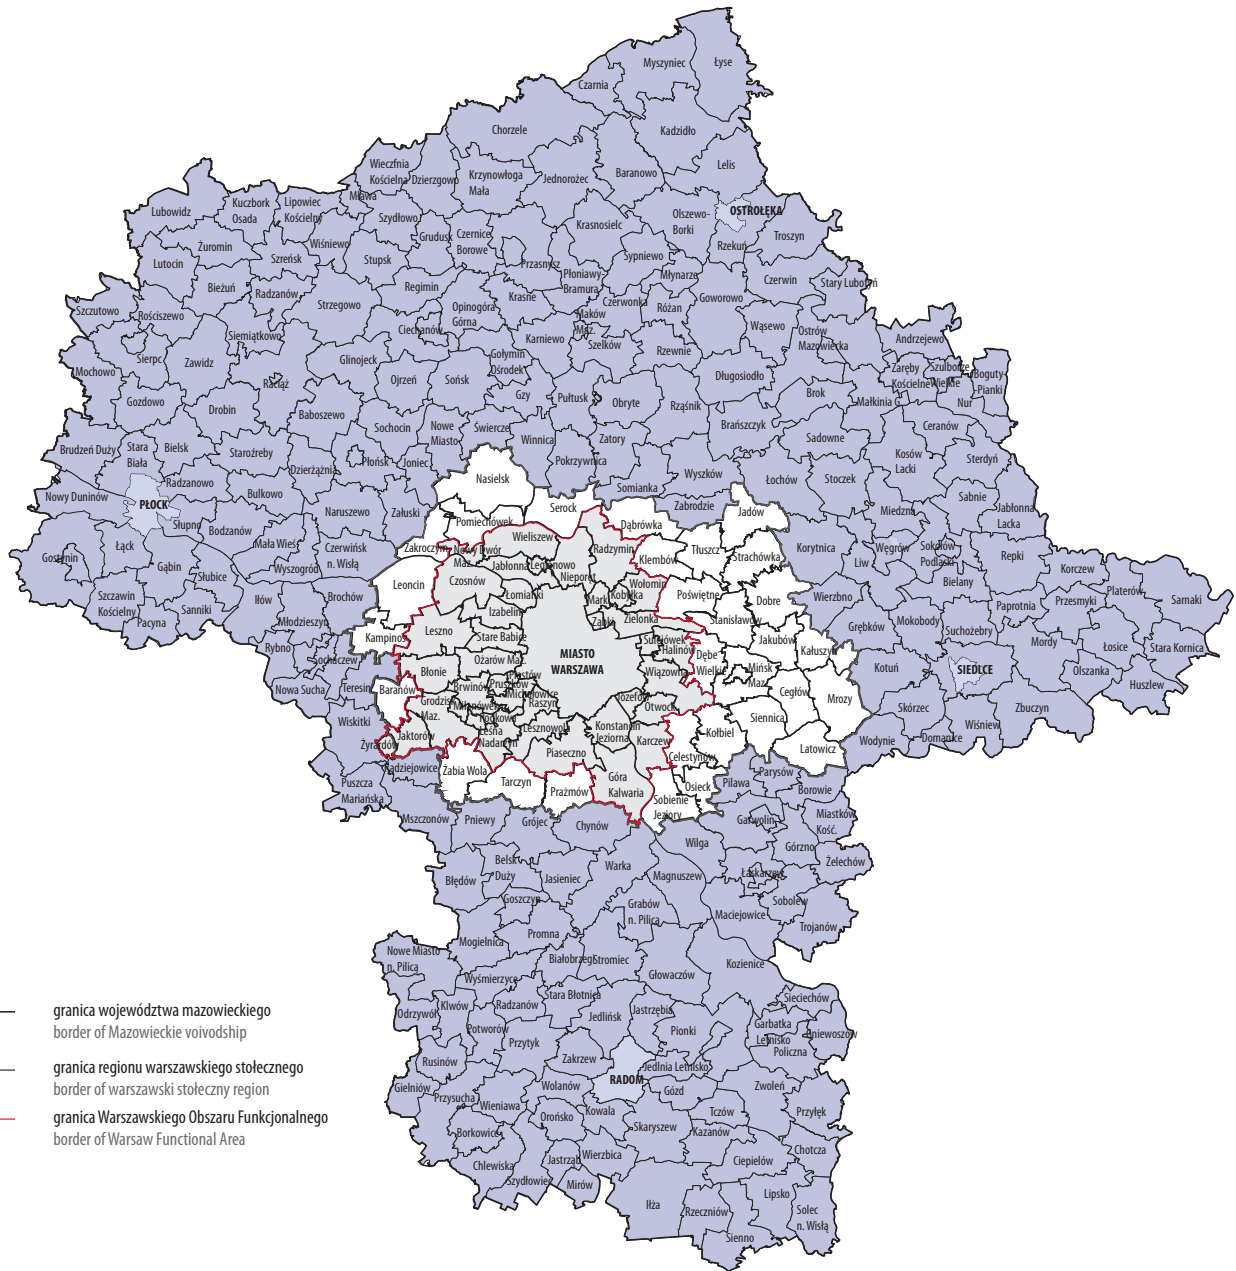 Myszyniec
Łyse
Czarnia
Chorzele
Kadzidło
Wieczfnia
Kościelna
Dzierzgowo
Krzynowłoga
Mała
Jednorożec
Baranowo
Lelis
Lubowidz
Kuczbork
Osada
Lipowiec
Kościelny
Mława
Szydłowo
Grudusk
Czernice
Borowe
Krasnosielc
Olszewo-
Borki
OSTROŁĘKA
Rzekuń
Troszyn
Żuromin
Wiśniewo
Lutocin
Szreńsk
Stupsk
Przasnysz
Sypniewo
Młynarze
Płoniawy-
Bramura
Czerwin
Stary Lubotyń
Bieżuń
Radzanów
Regimin
Szczutowo
Rościszewo
Strzegowo
Opinogóra
Górna
Krasne
Maków
Maz.
Czerwonka
Różan
Goworowo
Wąsewo
Ostrów
Mazowiecka
Andrzejewo
Siemiątkowo
Ciechanów
Karniewo
Szelków
Rzewnie
Sierpc
Zawidz
Glinojeck
Gołymin
Ośrodek
Mochowo
Raciąż
Ojrzeń
Sońsk
Gzy
Pułtusk
Obryte
Długosiodło
Brok
Zaręby
Kościelne
Szulborze
Wielkie
Boguty
-Pianki
Małkinia G.
Nur
Gozdowo
Drobin
Baboszewo
Rząśnik
Brańszczyk
Ceranów
Sochocin
Nowe
Miasto
Świercze
Winnica
Zatory
Sadowne
Brudzeń Duży
Stara
Biała
Bielsk
Staroźreby
Dzierzążnia
Płońsk
Joniec
Pokrzywnica
Kosów
Lacki
Sterdyń
Radzanowo
Nasielsk
Somianka
Wyszków
Łochów
Stoczek
Nowy Duninów
PŁOCK
Bulkowo
Naruszewo
Załuski
Serock
Zabrodzie
Jadów
Miedzna
Sabnie
Jabłonna
Lacka
Słupno
Bodzanów
Pomiechówek
Dąbrówka
Łąck
Mała Wieś
Czerwińsk
n. Wisłą
Zakroczym
Nowy Dwór
Maz.
Wieliszew
Radzymin
Tłuszcz
Strachówka
Korytnica
Węgrów
Sokołów
Podlaski
Repki
Gostynin
Gąbin
Wyszogród
Jabłonna
Legionowo
Klembów
Liw
Korczew
Słubice
Leoncin
Czosnów
Nieporęt
Wołomin
Bielany
Platerów
Szczawin
Kościelny
Sanniki
Iłów
Brochów
Łomianki
Kobyłka
Poświętne
Dobre
Wierzbno
Paprotnia
Przesmyki
Sarnaki
Pacyna
Młodzieszyn
Izabelin
Ząbki
Zielonka
Stanisławów
Grębków
Mokobody
Suchożebry
Kampinos
Leszno
Stare Babice
Sulejówek
Jakubów
Mordy
Łosice
Stara Kornica
Rybno
Sochaczew
Halinów
Dębe
Wielkie
Kałuszyn
MIASTO
WARSZAWA
Błonie
Ożarów Maz.
Wiązowna
Mińsk
Maz.
Kotuń
SIEDLCE
Olszanka
Huszlew
Nowa Sucha
Teresin
Baranów
Brwinów
Piastów
Pruszków
Michałowice
Cegłów
Mrozy
Grodzisk
Maz.
Milanówek
Raszyn
Józefów
Otwock
Skórzec
Zbuczyn
Wiskitki
Podkowa
Leśna
Lesznowola
Konstancin
Jeziorna
Siennica
Wiśniew
Jaktorów
Nadarzyn
Karczew
Kołbiel
Wodynie
Domanice
Żyrardów
Piaseczno
Celestynów
Latowicz
Radziejowice
Żabia Wola
Góra
Kalwaria
Parysów
Puszcza
Mariańska
Tarczyn
Prażmów
Osieck
Pilawa
Borowie
Sobienie
Jeziory
Mszczonów
Pniewy
Grójec
Chynów
Garwolin
Miastków
Kość.
Wilga
Górzno
Żelechów
Belsk
Duży
Błędów
Jasieniec
Warka
Magnuszew
Łaskarzew
Sobolew
Goszczyn
Grabów
n. Pilicą
Maciejowice
Trojanów
Promna
Mogielnica
Nowe Miasto
n. Pilicą
Białobrzegi
Stromiec
Głowaczów
Kozienice
Wyśmierzyce
Klwów
Radzanów
Stara Błotnica
Jedlińsk
Jastrzębia
Sieciechów
Odrzywół
Potworów
Przytyk
Pionki
Garbatka
Letnisko
Gniewoszów
Policzna
granica województwa mazowieckiego
border of Mazowieckie voivodship
Rusinów
Zakrzew
Jedlnia Letnisko
RADOM
granica regionu warszawskiego stołecznego
border of warszawski stołeczny region
Gielniów
Przysucha
Wolanów
Gózd
Zwoleń
Wieniawa
Orońsko
Kowala
Tczów
Przyłęk
granica Warszawskiego Obszaru Funkcjonalnego
border of Warsaw Functional Area
Borkowice
Skaryszew
Kazanów
Chotcza
Chlewiska
Jastrząb
Wierzbica
Ciepielów
Szydłowiec
Mirów
Iłża
Lipsko
Rzeczniów
Solec
n. Wisłą
Sienno